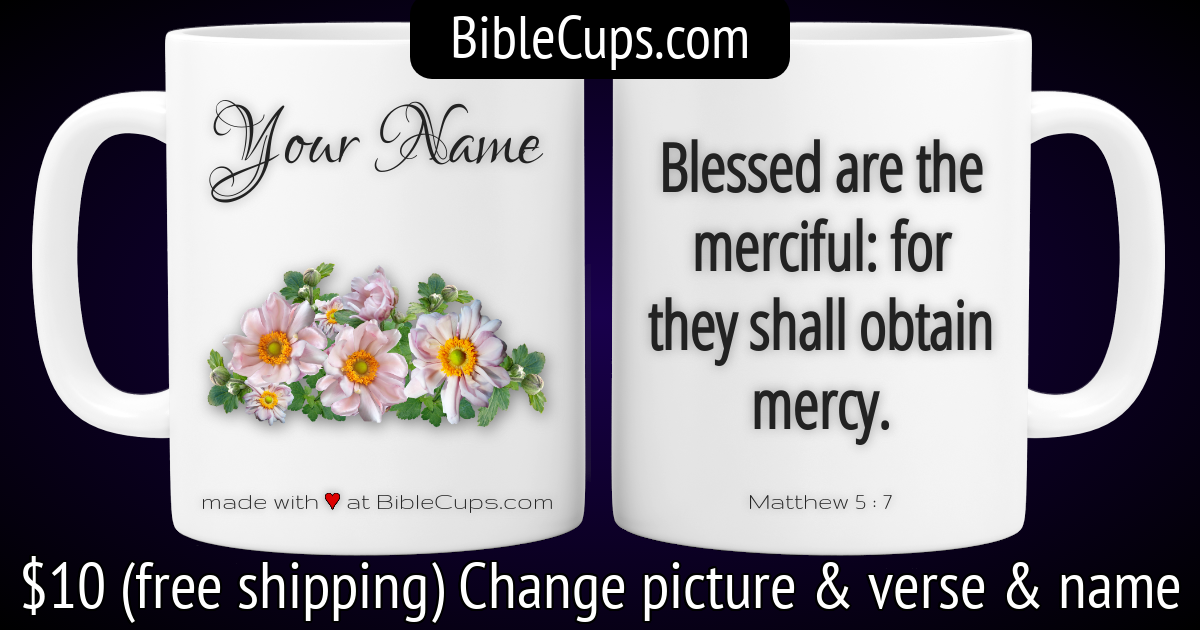 BibleCups.com
Your Name
made with ♥ at BibleCups.com
Blessed are the
merciful: for
they shall obtain
mercy.
Matthew 5 : 7
$10 (free shipping) Change picture & verse & name